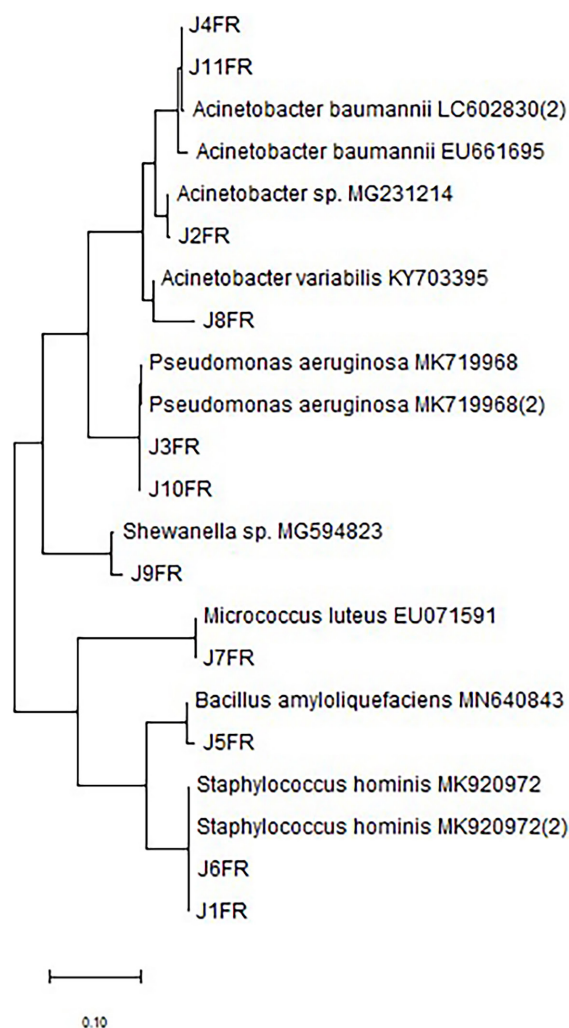 J4FR
J11FR
Acinetobacter baumannii LC602830(2)
Acinetobacter baumannii EU661695
Acinetobacter sp. MG231214
J2FR
Acinetobacter variabilis KY703395
J8FR
Pseudomonas aeruginosa MK719968
Pseudomonas aeruginosa MK719968(2)
J3FR
J10FR
Shewanella sp. MG594823
J9FR
Micrococcus luteus EU071591
J7FR
Bacillus amyloliquefaciens MN640843
J5FR
Staphylococcus hominis MK920972
Staphylococcus hominis MK920972(2)
J6FR
J1FR
0.10